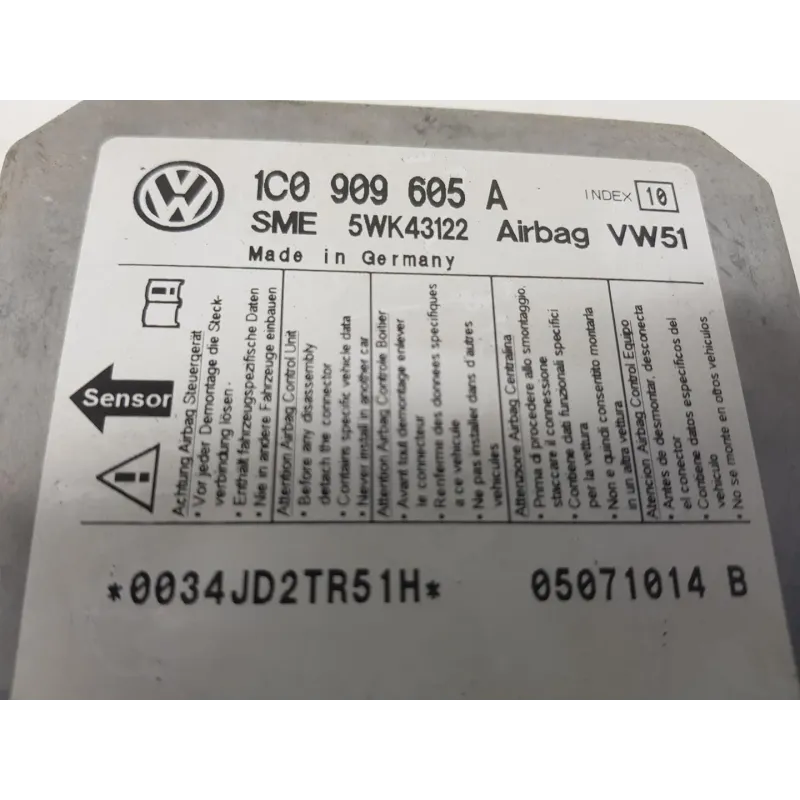 1C0 909 605 A
INDEX 10
SME 5WK43122 Airbag VW51
Made in Germany
Sensor
Achtung Airbag Steuergerät
• Vor jeder Demontage die Steck-
verbindung lösen.
• Enthält fahrzeugspezifische Daten
• Nie in andere Fahrzeuge einbauen
Attention Airbag Control Unit
• Before any disassembly
detach the connector
• Contains specific vehicle data
• Never install in another car
Attention Airbag Controle Boitier
• Avant tout demontage enlever
le connecteur
• Renferme des donnees specifiques
a ce vehicule
• Ne pas installer dans d'autres
vehicules
Attenzione Airbag Centralina
• Prima di procedere allo smontaggio,
staccare il connessone
• Contiene dati funzionali specifici
per la vettura
• Non e quindi consentito montarla
in un altra vettura
Atencion Airbag Control Equipo
• Antes de desmontar, desconecta
el conector
• Contiene datos especificos del
vehiculo
• No se monte en otros vehiculos
*0034JD2TR51H* 05071014 B